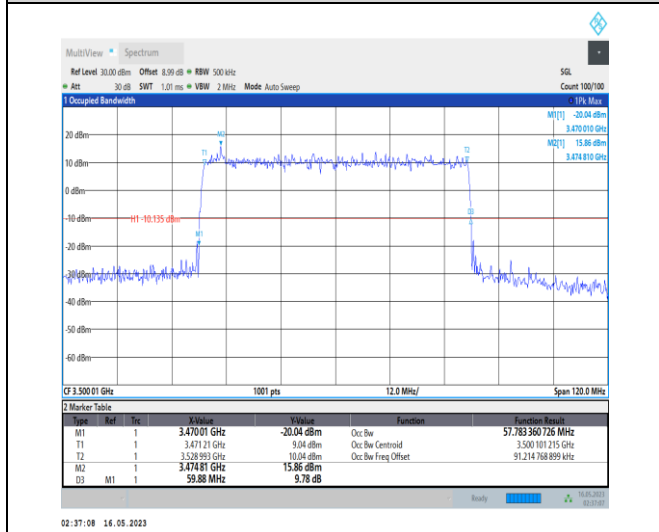 MultiView Spectrum
Ref Level 30.00 dBm Offset 8.99 dB RBW 500 kHz SGL
Att 30 dB SWT 1.01 ms VBW 2 MHz Mode Auto Sweep Count 100/100
1 Occupied Bandwidth 1Pk Max
M1[1] -20.04 dBm
3.470 010 GHz
M2[1] 15.86 dBm
3.474 810 GHz
20 dBm
M2
T1
T2
10 dBm
0 dBm
D3
-10 dBm
H1 -10.135 dBm
M1
-20 dBm
-30 dBm
-40 dBm
-50 dBm
-60 dBm
CF 3.500 01 GHz 1001 pts 12.0 MHz/ Span 120.0 MHz
2 Marker Table
Type Ref Trc X-Value Y-Value Function Function Result
M1 1 3.470 01 GHz -20.04 dBm Occ Bw 57.783 360 726 MHz
T1 1 3.471 21 GHz 9.04 dBm Occ Bw Centroid 3.500 101 215 GHz
T2 1 3.528 993 GHz 10.04 dBm Occ Bw Freq Offset 91.214 768 899 kHz
M2 1 3.474 81 GHz 15.86 dBm
D3 M1 1 59.88 MHz 9.78 dB
Ready 16.05.2023
02:37:07
02:37:08 16.05.2023